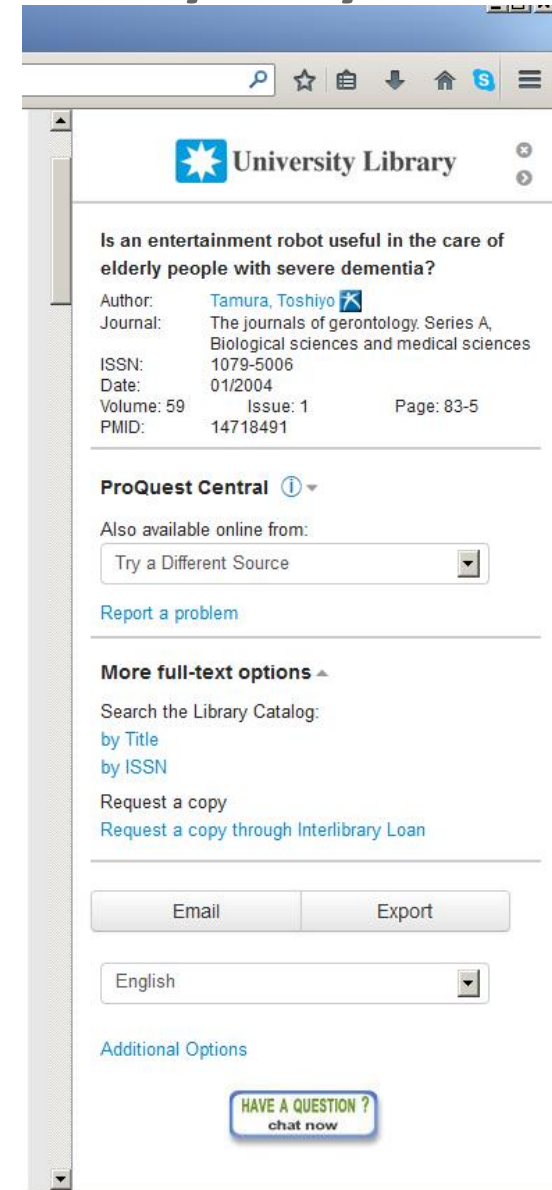 University Library
Is an entertainment robot useful in the care of
elderly people with severe dementia?
Author: Tamura, Toshiyo
Journal: The journals of gerontology. Series A,
Biological sciences and medical sciences
ISSN: 1079-5006
Date: 01/2004
Volume: 59 Issue: 1 Page: 83-5
PMID: 14718491
ProQuest Central
Also available online from:
Try a Different Source
Report a problem
More full-text options
Search the Library Catalog:
by Title
by ISSN
Request a copy
Request a copy through Interlibrary Loan
Email Export
English
Additional Options
HAVE A QUESTION ?
chat now